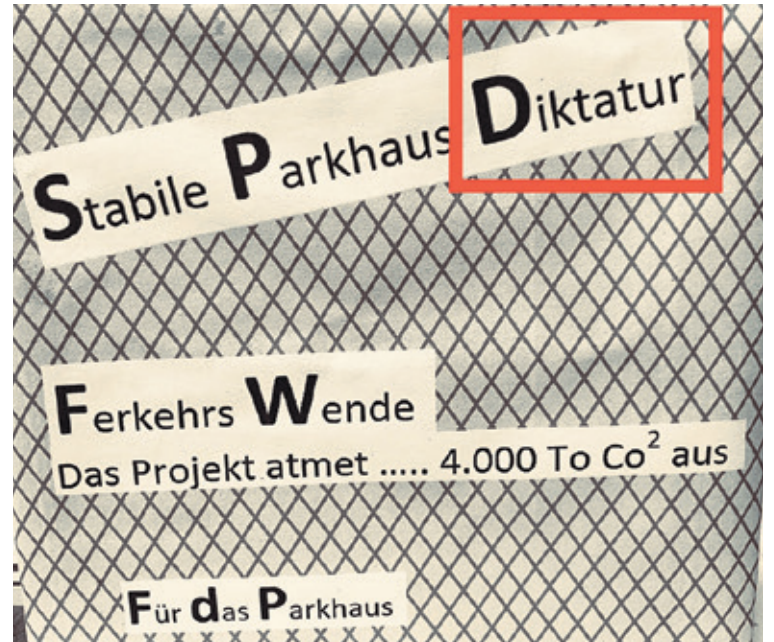 Stabile Parkhaus Diktatur
Ferkehrs Wende
Das Projekt atmet ..... 4.000 To Co² aus
Für das Parkhaus